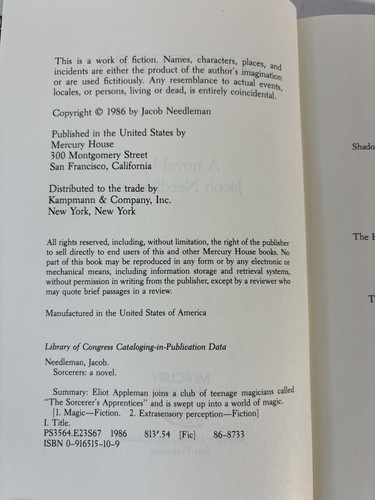 This is a work of fiction. Names, characters, places, and
incidents are either the product of the author's imagination
or are used fictitiously. Any resemblance to actual events,
locales, or persons, living or dead, is entirely coincidental.
Copyright © 1986 by Jacob Needleman
Published in the United States by
Mercury House
300 Montgomery Street
San Francisco, California
Distributed to the trade by
Kampmann & Company, Inc.
New York, New York
All rights reserved, including, without limitation, the right of the publisher
to sell directly to end users of this and other Mercury House books. No
part of this book may be reproduced in any form or by any electronic or
mechanical means, including information storage and retrieval systems,
without permission in writing from the publisher, except by a reviewer who
may quote brief passages in a review.
Manufactured in the United States of America
Library of Congress Cataloging-in-Publication Data
Needleman, Jacob.
Sorcerers: a novel.
Summary: Eliot Appleman joins a club of teenage magicians called
"The Sorcerer's Apprentices" and is swept up into a world of magic.
[1. Magic—Fiction. 2. Extrasensory perception—Fiction]
I. Title.
PS3564.E23S67 1986 813'.54 [Fic] 86-8733
ISBN 0-916515-10-9
Shado
The
T